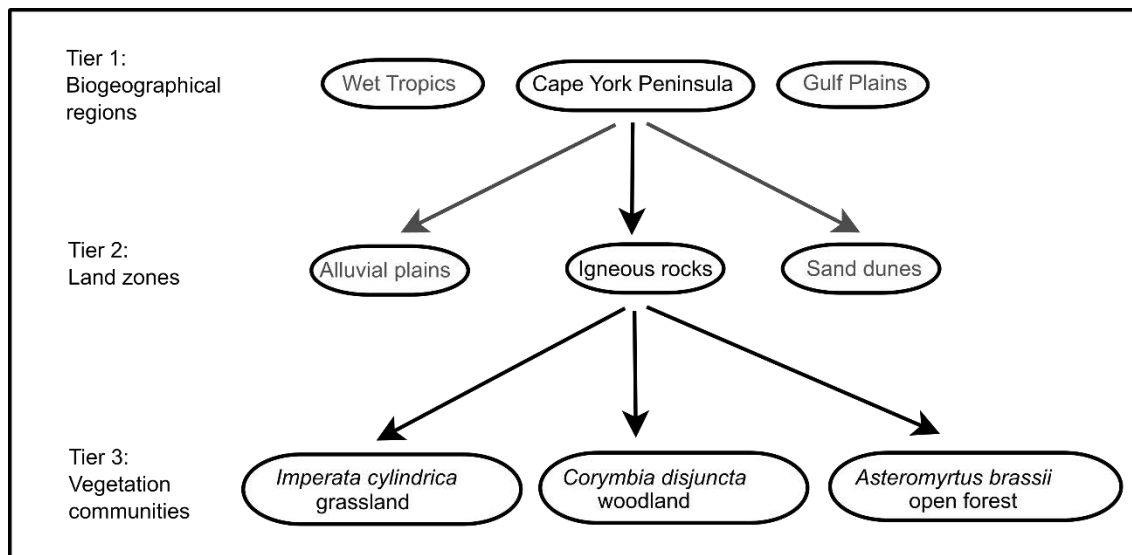 Tier 1:
Biogeographical
regions
Wet Tropics
Cape York Peninsula
Gulf Plains
Tier 2:
Land zones
Alluvial plains
Igneous rocks
Sand dunes
Tier 3:
Vegetation
communities
Imperata cylindrica
grassland
Corymbia disjuncta
woodland
Asteromyrtus brassii
open forest